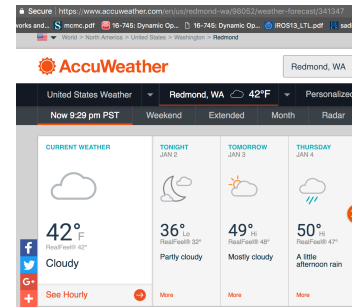 Secure https://www.accuweather.com/en/us/redmond-wa/98052/weather-forecast/341347
works and... mcmc.pdf 16-745: Dynamic Op... 16-745: Dynamic Op... IROS13_LTL.pdf sadi
World > North America > United States > Washington > Redmond
AccuWeather
Redmond, WA
United States Weather Redmond, WA 42°F Personalized
Now 9:29 pm PST Weekend Extended Month Radar
CURRENT WEATHER
42°F
RealFeel® 42°
Cloudy
See Hourly
TONIGHT
JAN 2
36° Lo
RealFeel® 32°
Partly cloudy
More
TOMORROW
JAN 3
49° Hi
RealFeel® 48°
Mostly cloudy
More
THURSDAY
JAN 4
50° Hi
RealFeel® 47°
A little
afternoon rain
More
f
G+